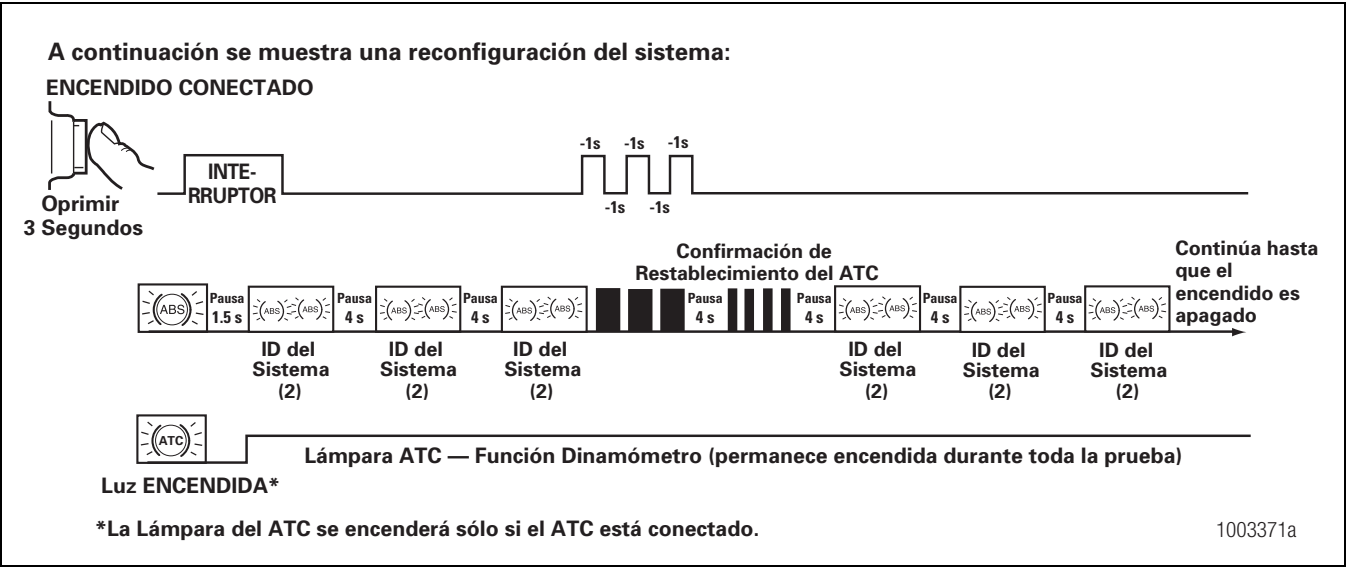 A continuación se muestra una reconfiguración del sistema:
ENCENDIDO CONECTADO
Oprimir
3 Segundos
INTE-
RRUPTOR
-1s -1s -1s
-1s -1s
Confirmación de
Restablecimiento del ATC
Continúa hasta
que el
encendido es
apagado
ABS
Pausa
1.5 s
ABS ABS
Pausa
4 s
ABS ABS
Pausa
4 s
ABS ABS
Pausa
4 s
Pausa
4 s
ABS ABS
Pausa
4 s
ABS ABS
Pausa
4 s
ABS ABS
ID del
Sistema
(2)
ID del
Sistema
(2)
ID del
Sistema
(2)
ID del
Sistema
(2)
ID del
Sistema
(2)
ID del
Sistema
(2)
ATC
Lámpara ATC — Función Dinamómetro (permanece encendida durante toda la prueba)
Luz ENCENDIDA*
*La Lámpara del ATC se encenderá sólo si el ATC está conectado.
1003371a